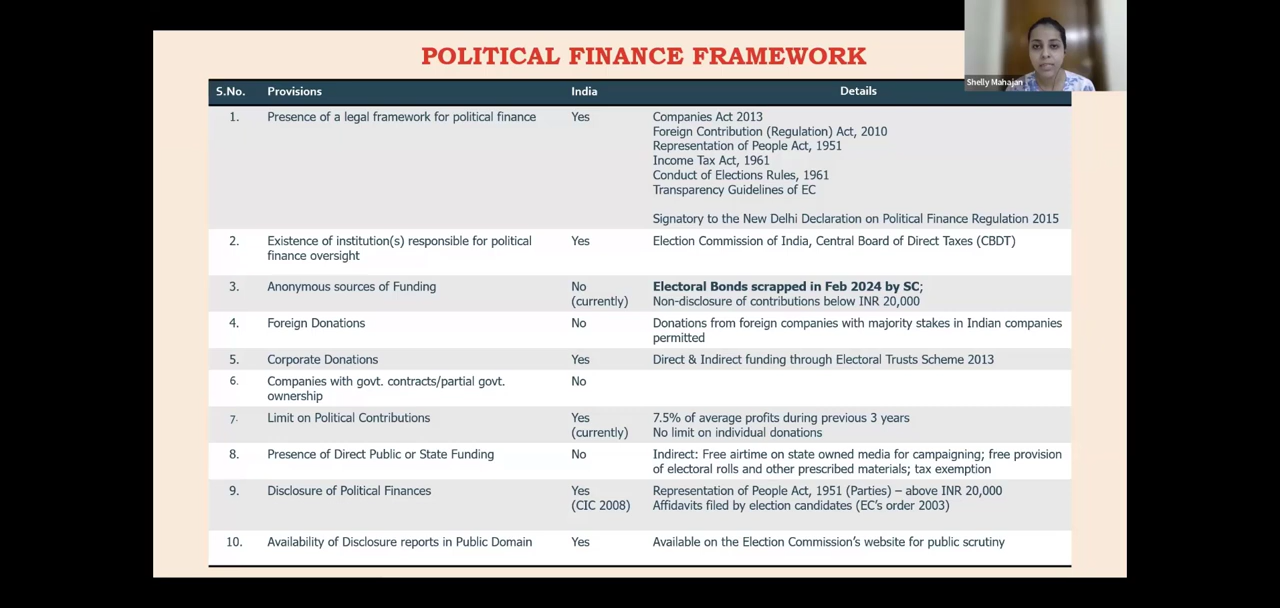 POLITICAL FINANCE FRAMEWORK
Shelly Mahajan
S.No. Provisions India Details
1. Presence of a legal framework for political finance Yes Companies Act 2013
Foreign Contribution (Regulation) Act, 2010
Representation of People Act, 1951
Income Tax Act, 1961
Conduct of Elections Rules, 1961
Transparency Guidelines of EC
Signatory to the New Delhi Declaration on Political Finance Regulation 2015
2. Existence of institution(s) responsible for political Yes Election Commission of India, Central Board of Direct Taxes (CBDT)
finance oversight
3. Anonymous sources of Funding No Electoral Bonds scrapped in Feb 2024 by SC;
(currently) Non-disclosure of contributions below INR 20,000
4. Foreign Donations No Donations from foreign companies with majority stakes in Indian companies
permitted
5. Corporate Donations Yes Direct & Indirect funding through Electoral Trusts Scheme 2013
6. Companies with govt. contracts/partial govt. No
ownership
7. Limit on Political Contributions Yes 7.5% of average profits during previous 3 years
(currently) No limit on individual donations
8. Presence of Direct Public or State Funding No Indirect: Free airtime on state owned media for campaigning; free provision
of electoral rolls and other prescribed materials; tax exemption
9. Disclosure of Political Finances Yes Representation of People Act, 1951 (Parties) – above INR 20,000
(CIC 2008) Affidavits filed by election candidates (EC's order 2003)
10. Availability of Disclosure reports in Public Domain Yes Available on the Election Commission's website for public scrutiny